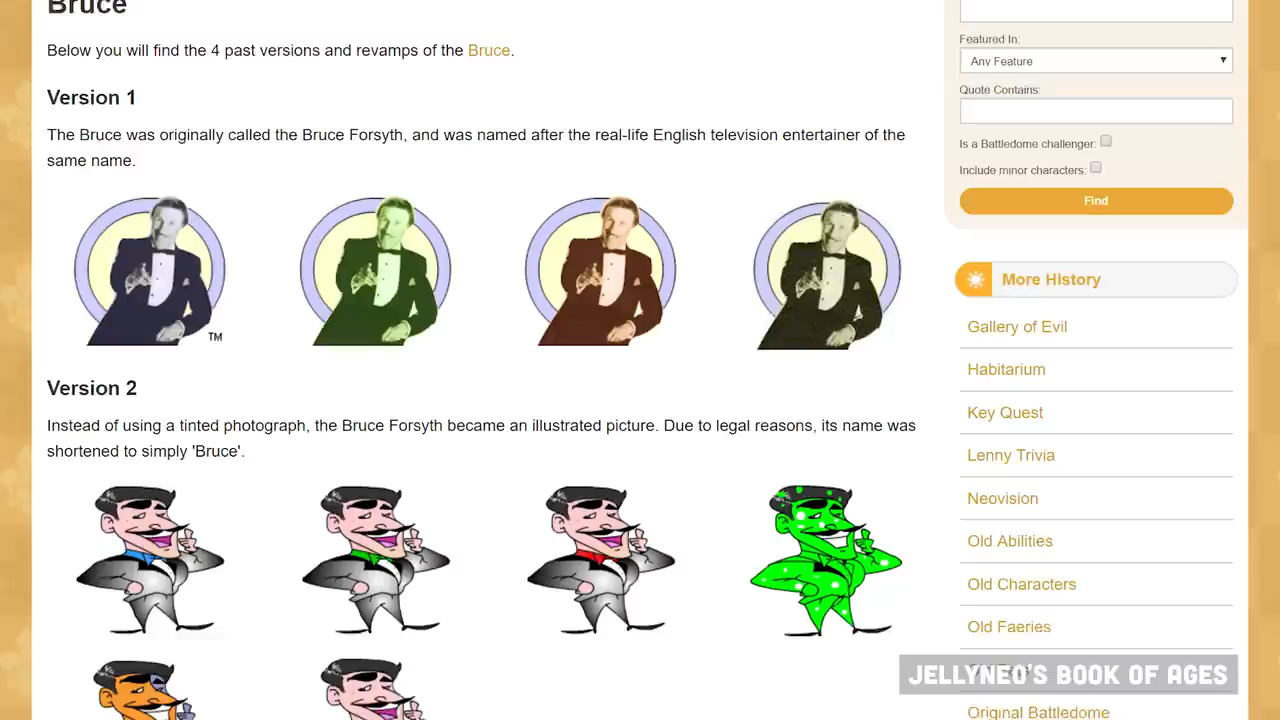 Bruce
Below you will find the 4 past versions and revamps of the Bruce.
Version 1
The Bruce was originally called the Bruce Forsyth, and was named after the real-life English television entertainer of the
same name.
TM
Version 2
Instead of using a tinted photograph, the Bruce Forsyth became an illustrated picture. Due to legal reasons, its name was
shortened to simply 'Bruce'.
Featured In:
Any Feature
Quote Contains:
Is a Battledome challenger:
Include minor characters:
Find
More History
Gallery of Evil
Habitarium
Key Quest
Lenny Trivia
Neovision
Old Abilities
Old Characters
Old Faeries
JELLYNEO'S BOOK OF AGES
Original Battledome